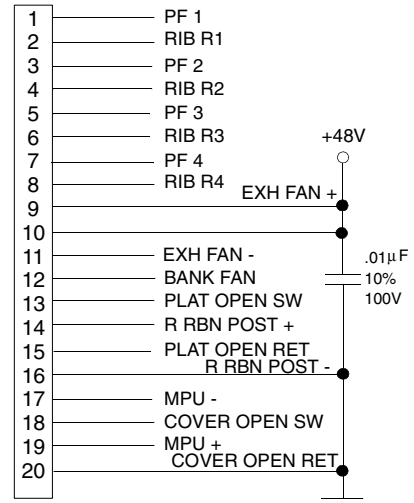 1 PF 1
2 RIB R1
3 PF 2
4 RIB R2
5 PF 3
6 RIB R3
+48V
7 PF 4
8 RIB R4
EXH FAN +
9
10
11 EXH FAN -
.01µF
12 BANK FAN
10%
13 PLAT OPEN SW
100V
14 R RBN POST +
15 PLAT OPEN RET
R RBN POST -
16
17 MPU -
18 COVER OPEN SW
19 MPU +
COVER OPEN RET
20